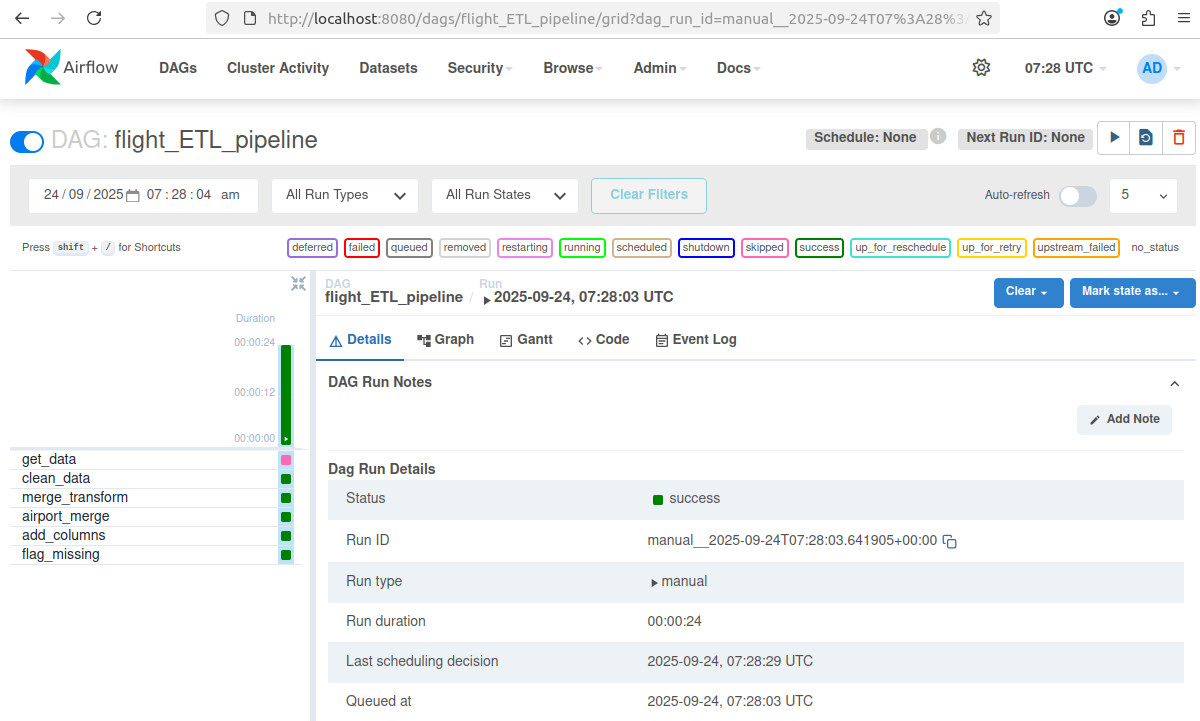 http://localhost:8080/dags/flight_ETL_pipeline/grid?dag_run_id=manual__2025-09-24T07%3A28%3
Airflow DAGs Cluster Activity Datasets Security Browse Admin Docs 07:28 UTC AD
DAG: flight_ETL_pipeline Schedule: None Next Run ID: None
24/09/2025 07:28:04 am All Run Types All Run States Clear Filters Auto-refresh 5
Press shift + / for Shortcuts deferred failed queued removed restarting running scheduled shutdown skipped success up_for_reschedule up_for_retry upstream_failed no_status
DAG Run
flight_ETL_pipeline / 2025-09-24, 07:28:03 UTC Clear Mark state as...
Duration
00:00:24
00:00:12
00:00:00
get_data
clean_data
merge_transform
airport_merge
add_columns
flag_missing
Details Graph Gantt Code Event Log
DAG Run Notes
Add Note
Dag Run Details
Status success
Run ID manual__2025-09-24T07:28:03.641905+00:00
Run type manual
Run duration 00:00:24
Last scheduling decision 2025-09-24, 07:28:29 UTC
Queued at 2025-09-24, 07:28:03 UTC